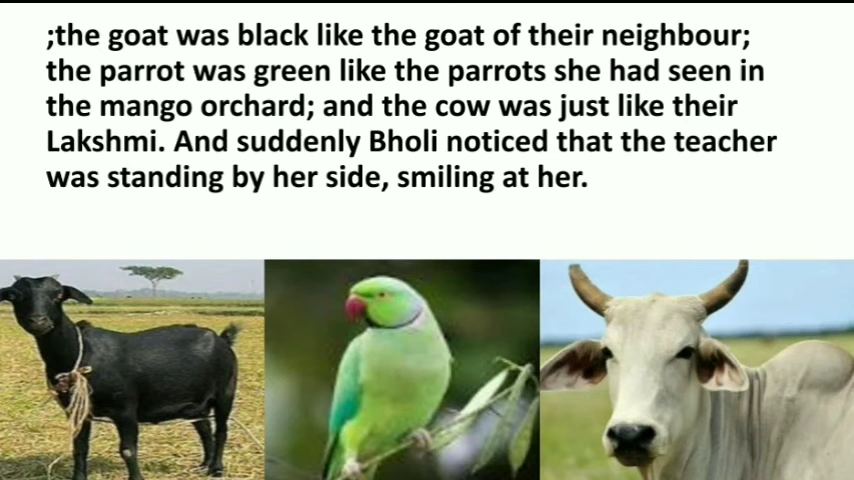 ;the goat was black like the goat of their neighbour;
the parrot was green like the parrots she had seen in
the mango orchard; and the cow was just like their
Lakshmi. And suddenly Bholi noticed that the teacher
was standing by her side, smiling at her.